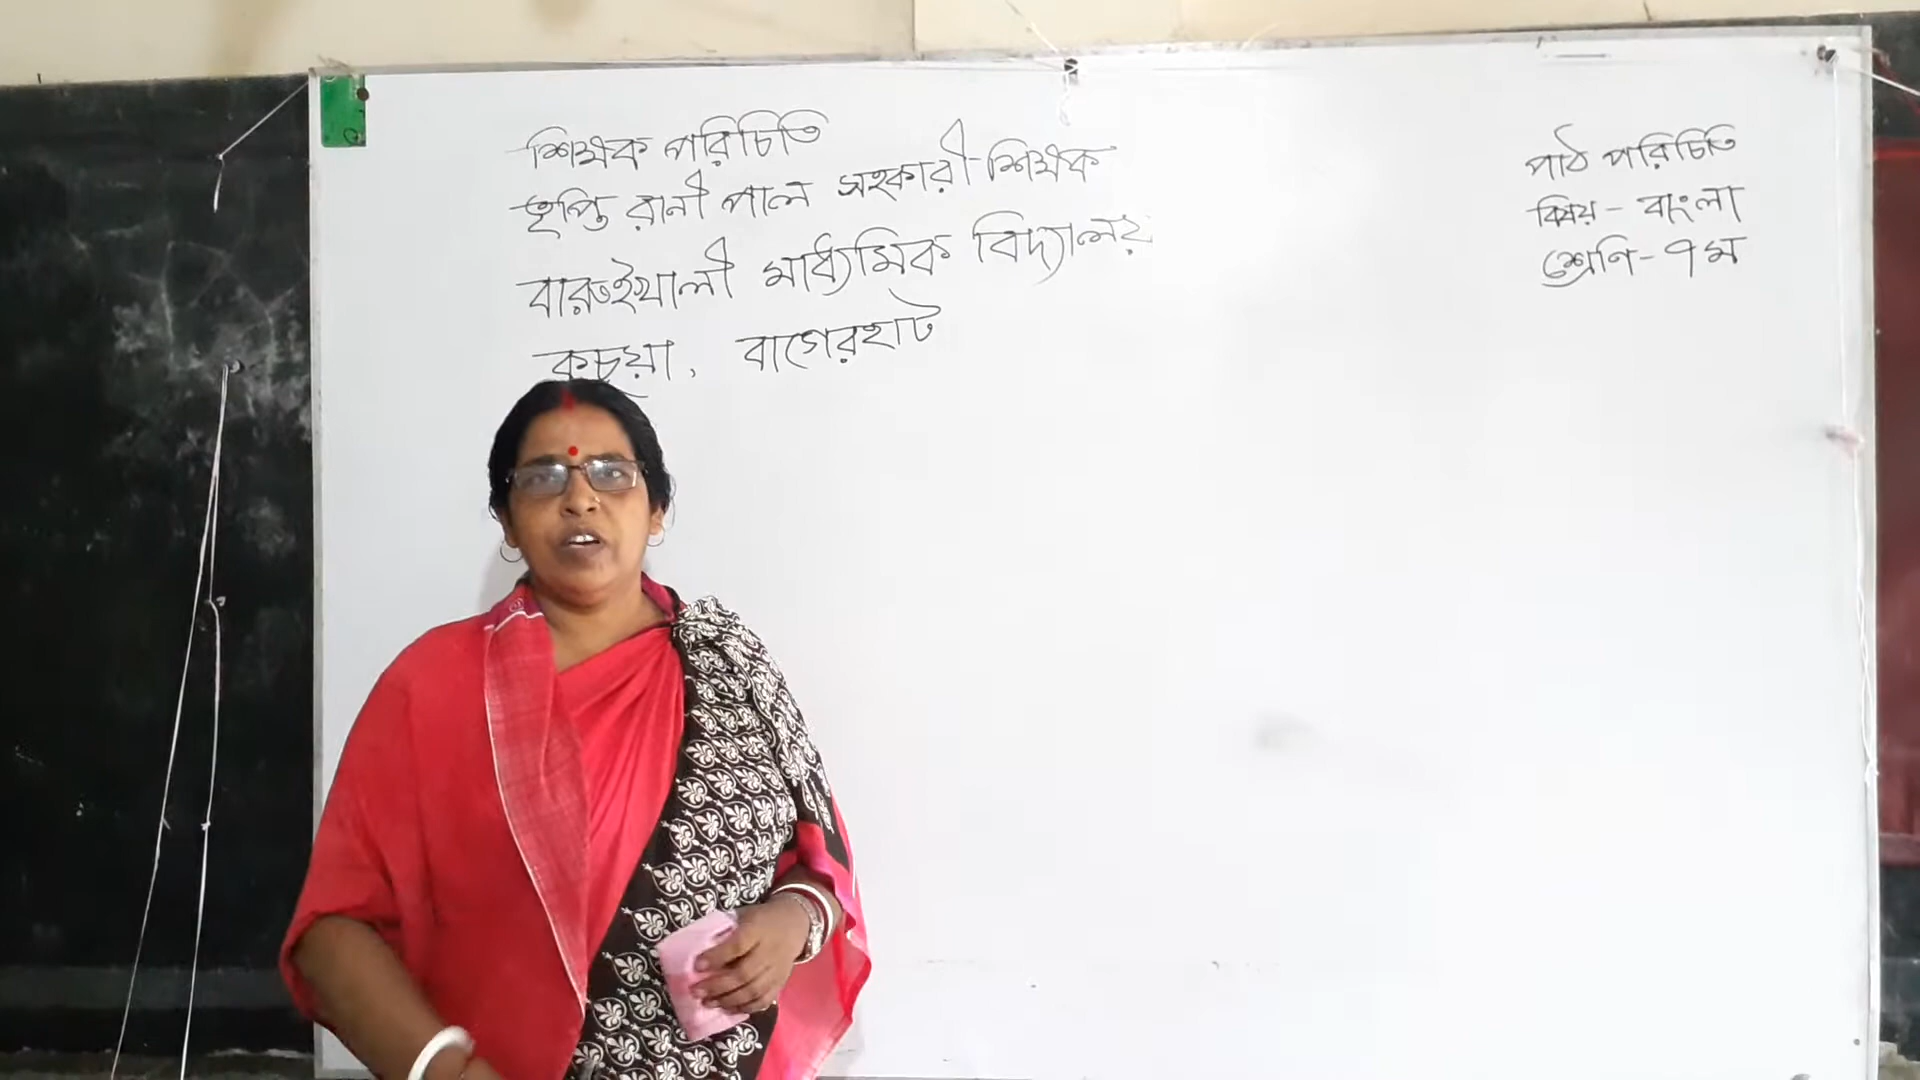 শিক্ষক পরিচিতি
তৃপ্তি রানী পাল সহকারী শিক্ষক
বারুইখালী মাধ্যমিক বিদ্যালয়
কচুয়া, বাগেরহাট
পাঠ পরিচিতি
বিষয় - বাংলা
শ্রেণি - ৭ম